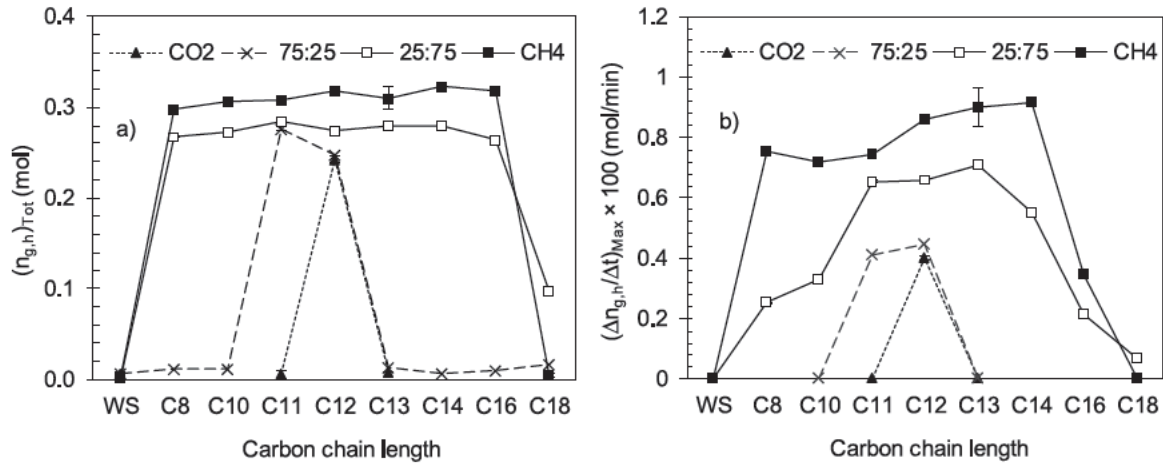 CO2 75:25 25:75 CH4
a)
(n_{g,h})_{Tot} (mol)
0.4
0.3
0.2
0.1
0.0
WS C8 C10 C11 C12 C13 C14 C16 C18
Carbon chain length
CO2 75:25 25:75 CH4
b)
(Δn_{g,h}/Δt)_{Max} × 100 (mol/min)
1.2
1
0.8
0.6
0.4
0.2
0
WS C8 C10 C11 C12 C13 C14 C16 C18
Carbon chain length